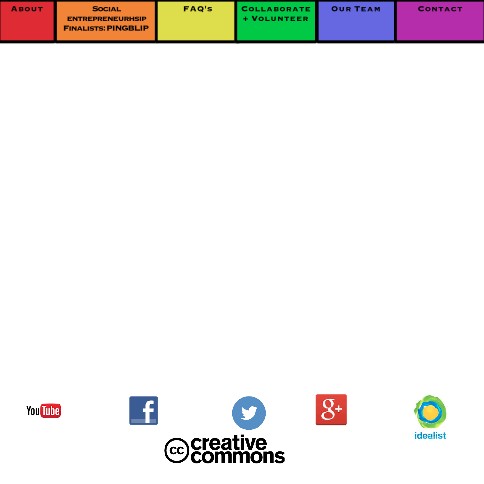 About
Social
entrepreneurhsip
Finalists: PINGBLIP
FAQ's
Collaborate
+ Volunteer
Our Team
Contact
YouTube
f
g+
idealist
cc creative
commons